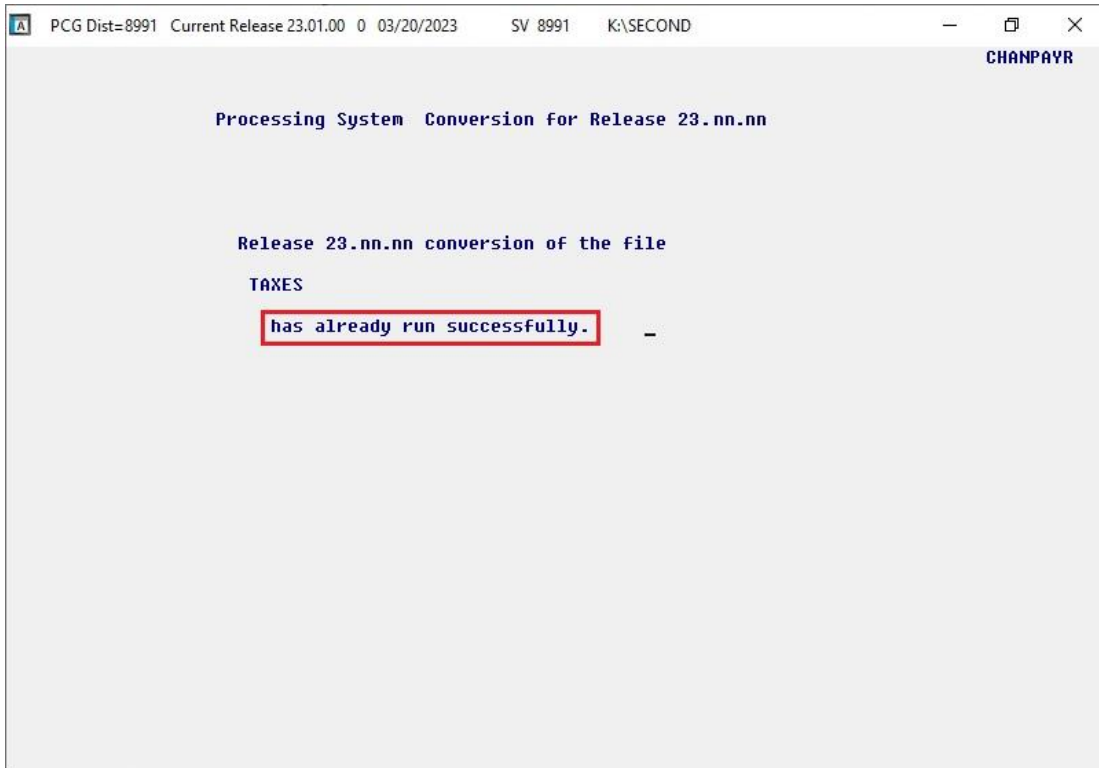 PCG Dist=8991 Current Release 23.01.00 0 03/20/2023 SV 8991 K:\SECOND
CHANPAYR
Processing System Conversion for Release 23.nn.nn
Release 23.nn.nn conversion of the file
TAXES
has already run successfully.